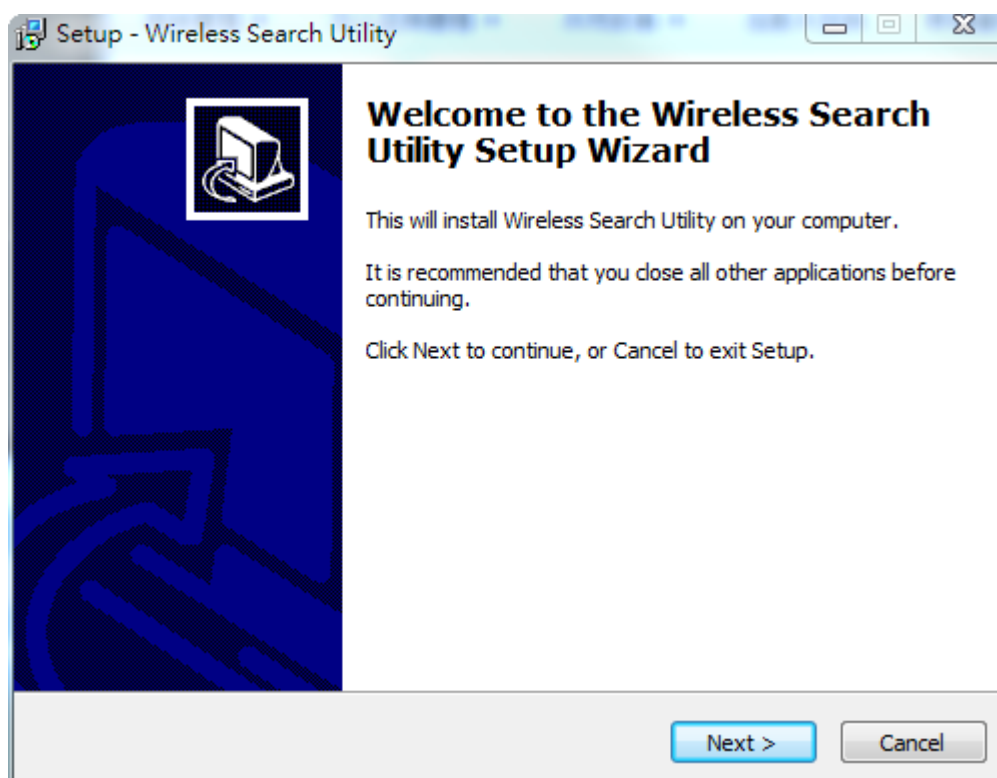 Setup - Wireless Search Utility
Welcome to the Wireless Search
Utility Setup Wizard
This will install Wireless Search Utility on your computer.
It is recommended that you close all other applications before
continuing.
Click Next to continue, or Cancel to exit Setup.
Next >
Cancel